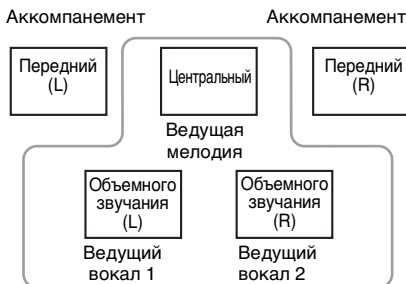 Аккомпанемент Аккомпанемент
Передний
(L)
Центральный
Передний
(R)
Ведущая
мелодия
Объемного
звучания
(L)
Объемного
звучания
(R)
Ведущий
вокал 1
Ведущий
вокал 2